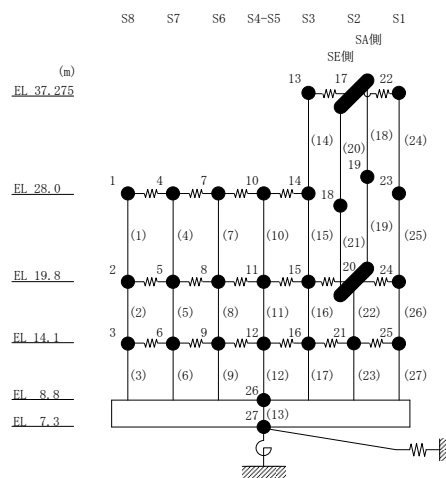 S8 S7 S6 S4-S5 S3 S2 S1
SA側
SE側
(m)
13 17 22
EL 37.275
(14) (20) (18) (24)
19
1 4 7 10 14 18 23
EL 28.0
(1) (4) (7) (10) (15) (21) (19) (25)
2 5 8 11 15 20 24
EL 19.8
(2) (5) (8) (11) (16) (22) (26)
3 6 9 12 16 21 25
EL 14.1
(3) (6) (9) (12) (17) (23) (27)
26
EL 8.8
27 (13)
EL 7.3